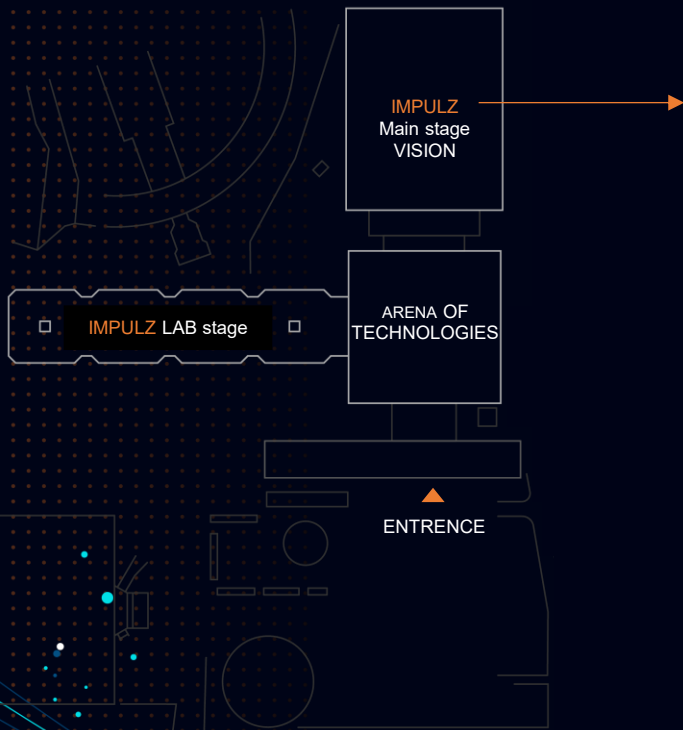 IMPULZ
Main stage
VISION
ARENA OF
TECHNOLOGIES
IMPULZ LAB stage
ENTRENCE